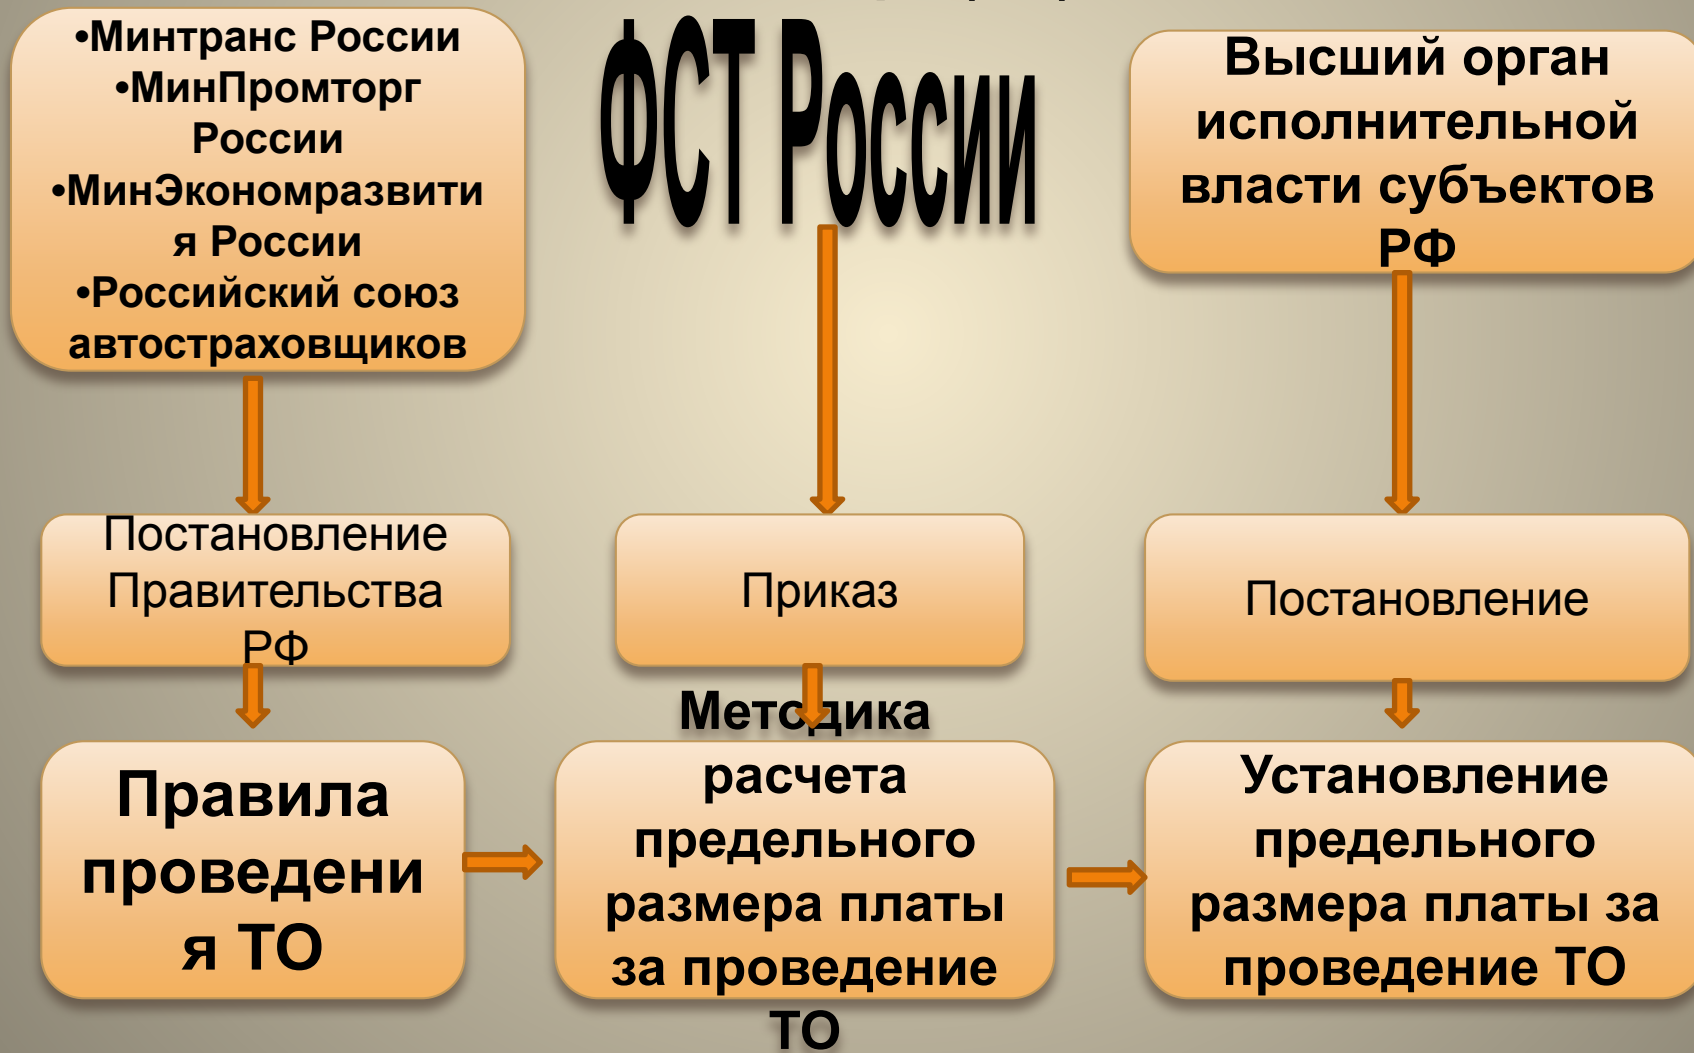 •Минтранс России
•МинПромторг
России
•МинЭкономразвити
я России
•Российский союз
автостраховщиков
ФСТ России
Высший орган
исполнительной
власти субъектов
РФ
Постановление
Правительства
РФ
Приказ
Постановление
Правила
проведени
я ТО
Методика
расчета
предельного
размера платы
за проведение
ТО
Установление
предельного
размера платы за
проведение ТО